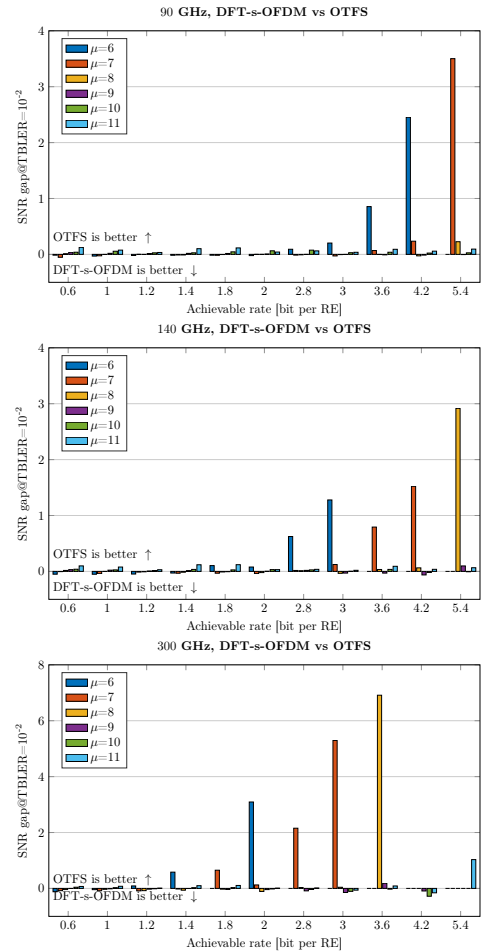 90 GHz, DFT-s-OFDM vs OTFS
4
3
2
1
0
SNR gap@TBLER=10^-2
μ=6
μ=7
μ=8
μ=9
μ=10
μ=11
OTFS is better ↑
DFT-s-OFDM is better ↓
0.6 1 1.2 1.4 1.8 2 2.8 3 3.6 4.2 5.4
Achievable rate [bit per RE]
140 GHz, DFT-s-OFDM vs OTFS
4
3
2
1
0
SNR gap@TBLER=10^-2
μ=6
μ=7
μ=8
μ=9
μ=10
μ=11
OTFS is better ↑
DFT-s-OFDM is better ↓
0.6 1 1.2 1.4 1.8 2 2.8 3 3.6 4.2 5.4
Achievable rate [bit per RE]
300 GHz, DFT-s-OFDM vs OTFS
8
6
4
2
0
SNR gap@TBLER=10^-2
μ=6
μ=7
μ=8
μ=9
μ=10
μ=11
OTFS is better ↑
DFT-s-OFDM is better ↓
0.6 1 1.2 1.4 1.8 2 2.8 3 3.6 4.2 5.4
Achievable rate [bit per RE]